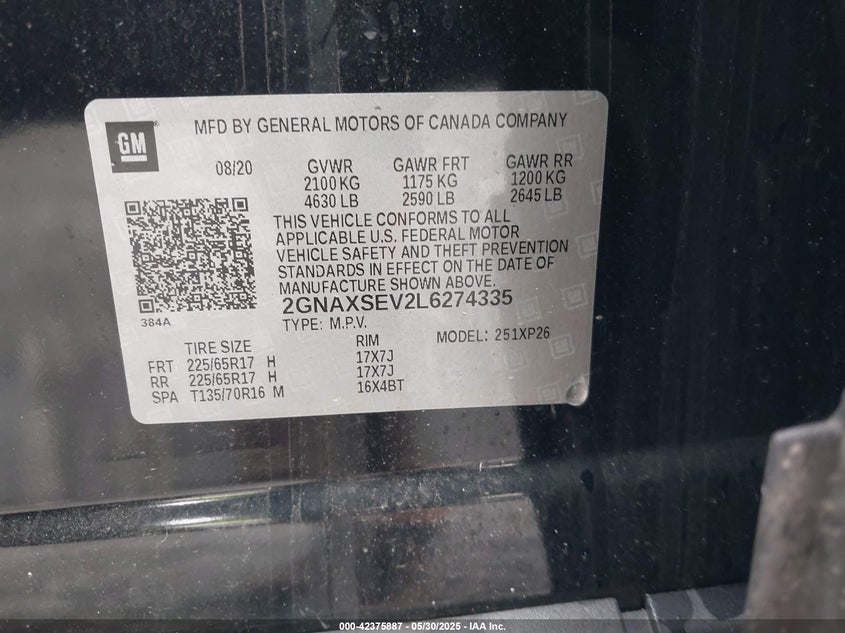 GM
MFD BY GENERAL MOTORS OF CANADA COMPANY
08/20 GVWR GAWR FRT GAWR RR
2100 KG 1175 KG 1200 KG
4630 LB 2590 LB 2645 LB
THIS VEHICLE CONFORMS TO ALL
APPLICABLE U.S. FEDERAL MOTOR
VEHICLE SAFETY AND THEFT PREVENTION
STANDARDS IN EFFECT ON THE DATE OF
MANUFACTURE SHOWN ABOVE.
2GNAXSEV2L6274335
384A
TYPE: M.P.V. MODEL: 251XP26
TIRE SIZE RIM
FRT 225/65R17 H 17X7J
RR 225/65R17 H 17X7J
SPA T135/70R16 M 16X4BT
000-42375887 - 05/30/2025 - IAA Inc.